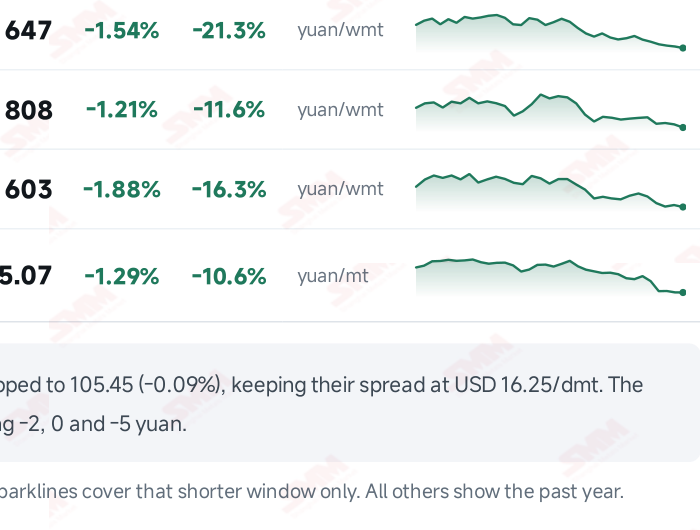 647 -1.54% -21.3% yuan/wmt
808 -1.21% -11.6% yuan/wmt
603 -1.88% -16.3% yuan/wmt
5.07 -1.29% -10.6% yuan/mt
to 105.45 (-0.09%), keeping their spread at USD 16.25/dmt. The
-2, 0 and -5 yuan.
cover that shorter window only. All others show the past year.
SMM